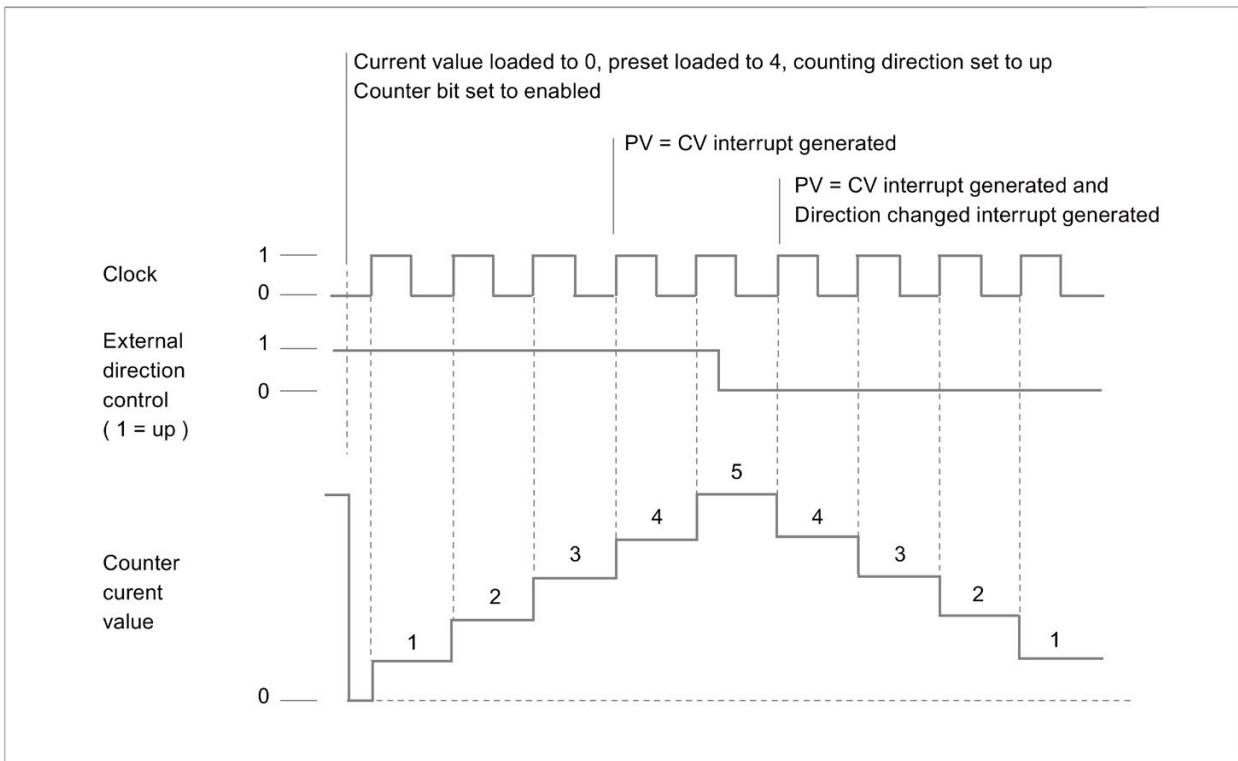 Current value loaded to 0, preset loaded to 4, counting direction set to up
Counter bit set to enabled
PV = CV interrupt generated
PV = CV interrupt generated and
Direction changed interrupt generated
Clock
1
0
External
direction
control
( 1 = up )
1
0
Counter
curent
value
0
1
2
3
4
5
4
3
2
1